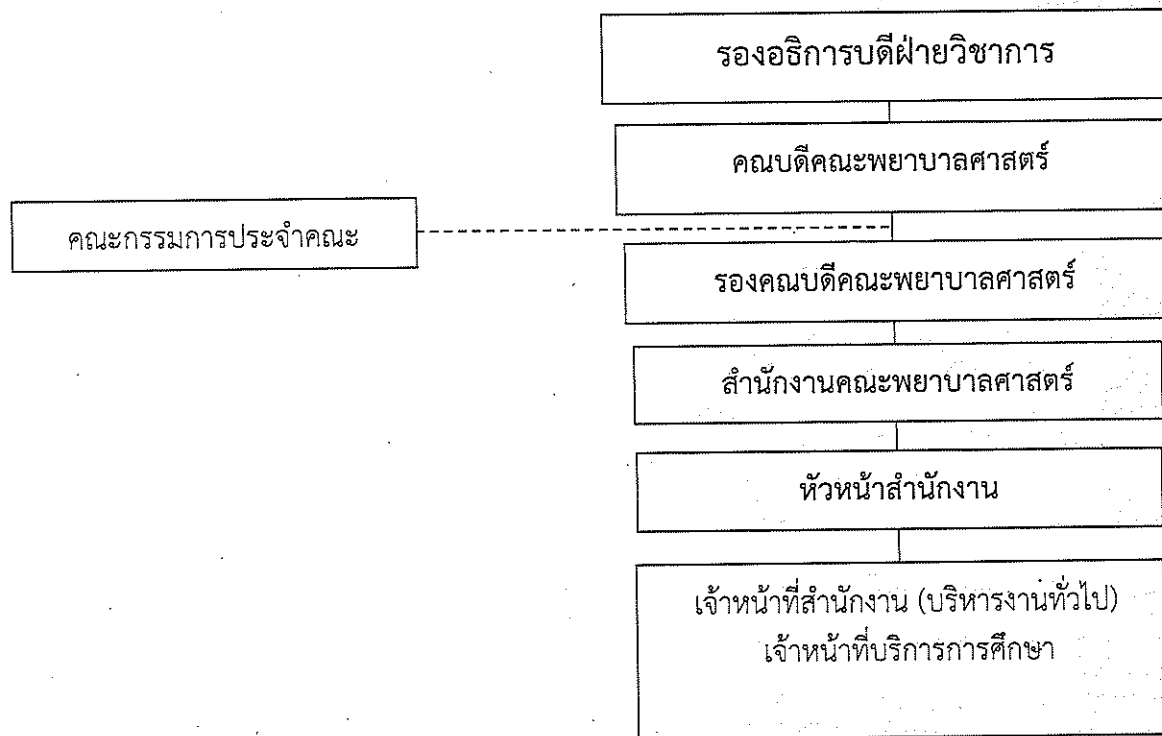 รองอธิการบดีฝ่ายวิชาการ
คณบดีคณะพยาบาลศาสตร์
คณะกรรมการประจำคณะ
รองคณบดีคณะพยาบาลศาสตร์
สำนักงานคณะพยาบาลศาสตร์
หัวหน้าสำนักงาน
เจ้าหน้าที่สำนักงาน (บริหารงานทั่วไป)
เจ้าหน้าที่บริการการศึกษา